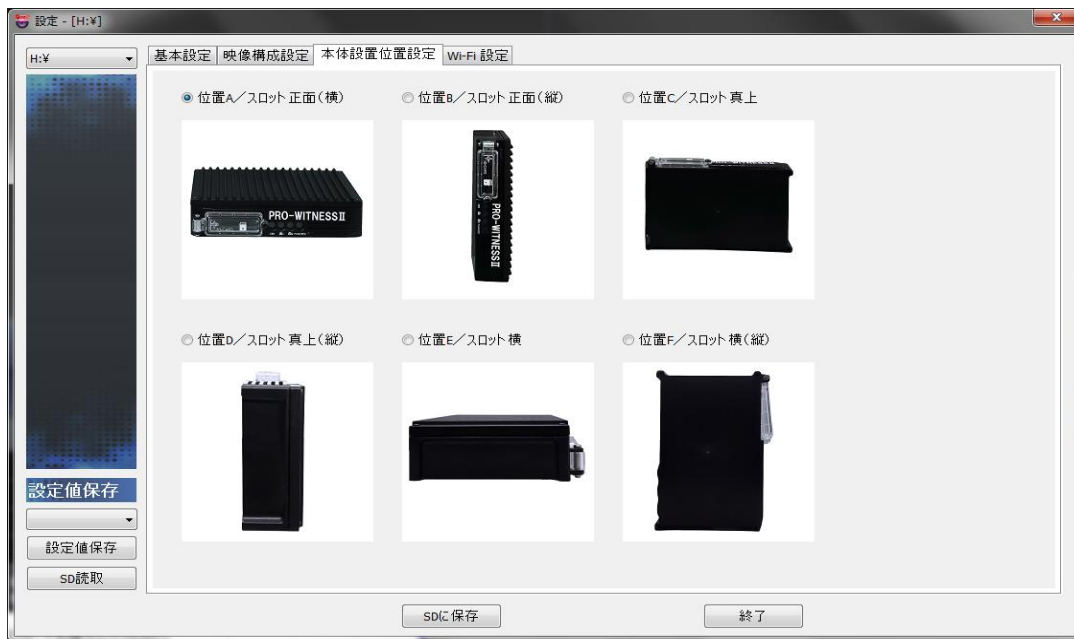 設定 - [H:¥]
H:¥
基本設定 映像構成設定 本体設置位置設定 Wi-Fi 設定
位置A／スロット正面(横) 位置B／スロット正面(縦) 位置C／スロット真上
PRO-WITNESSⅡ
PRO-WITNESSⅡ
位置D／スロット真上(縦) 位置E／スロット横 位置F／スロット横(縦)
設定値保存
設定値保存
SD読取
SDに保存 終了